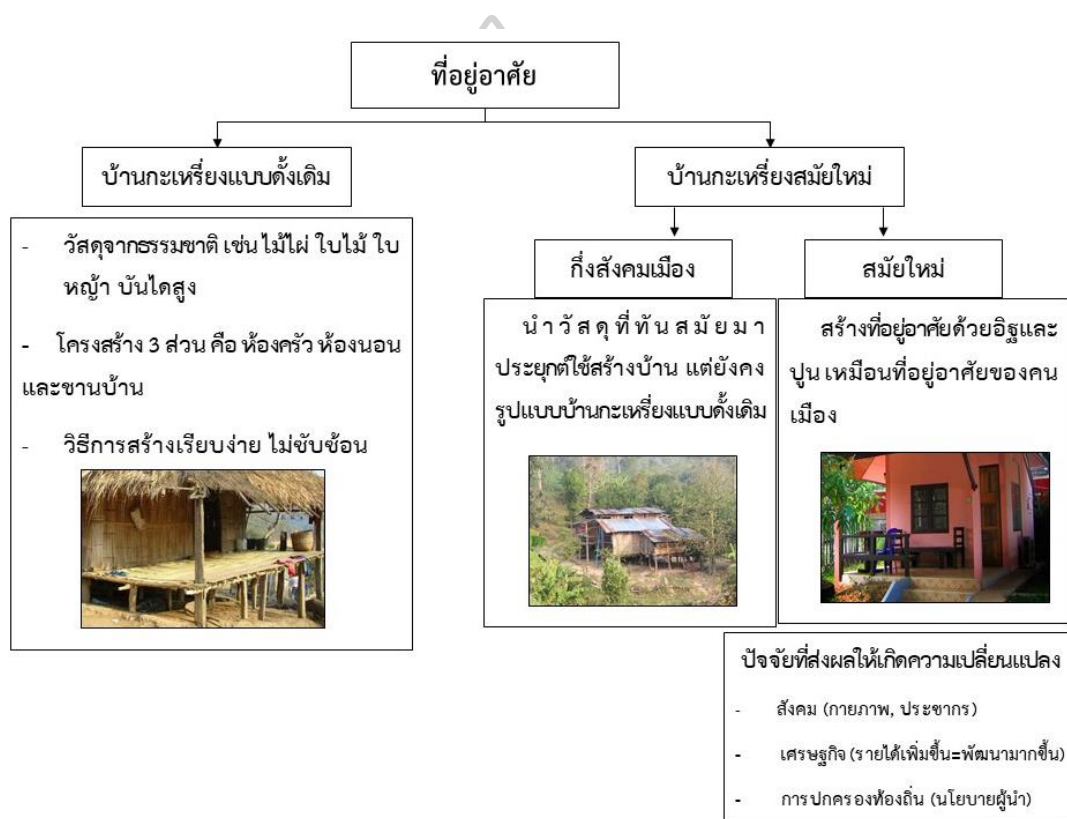 ที่อยู่อาศัย
บ้านกะเหรี่ยงแบบดั้งเดิม
- วัสดุจากธรรมชาติ เช่น ไม้ไผ่ ใบไม้ ใบ
หญ้า บันไดสูง
- โครงสร้าง 3 ส่วน คือ ห้องครัว ห้องนอน
และชานบ้าน
- วิธีการสร้างเรียบง่าย ไม่ซับซ้อน
บ้านกะเหรี่ยงสมัยใหม่
กึ่งสังคมเมือง
นำวัสดุที่ทันสมัยมา
ประยุกต์ใช้สร้างบ้าน แต่ยังคง
รูปแบบบ้านกะเหรี่ยงแบบดั้งเดิม
สมัยใหม่
สร้างที่อยู่อาศัยด้วยอิฐและ
ปูน เหมือนที่อยู่อาศัยของคน
เมือง
ปัจจัยที่ส่งผลให้เกิดความเปลี่ยนแปลง
- สังคม (กายภาพ, ประชากร)
- เศรษฐกิจ (รายได้เพิ่มขึ้น=พัฒนามากขึ้น)
- การปกครองท้องถิ่น (นโยบายผู้นำ)